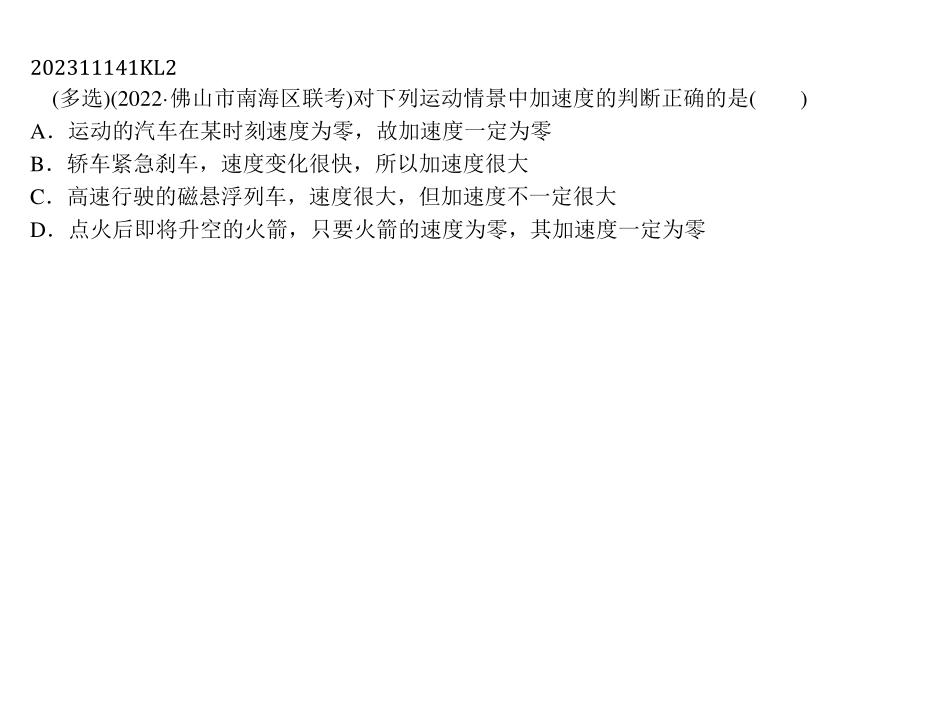 202311141KL2
(多选)(2022·佛山市南海区联考)对下列运动情景中加速度的判断正确的是(　　)
A．运动的汽车在某时刻速度为零，故加速度一定为零
B．轿车紧急刹车，速度变化很快，所以加速度很大
C．高速行驶的磁悬浮列车，速度很大，但加速度不一定很大
D．点火后即将升空的火箭，只要火箭的速度为零，其加速度一定为零